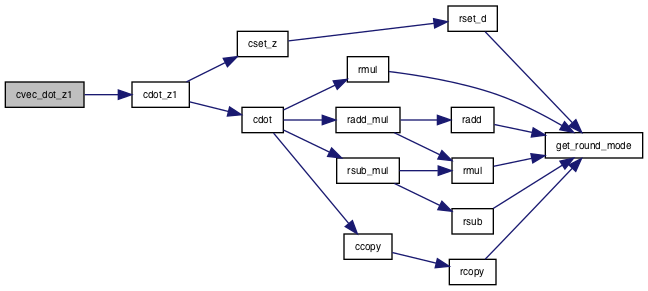 cvec_dot_z1
cdot_z1
cset_z
cdot
rset_d
rmul
radd_mul
rsub_mul
ccopy
radd
rmul
rsub
rcopy
get_round_mode